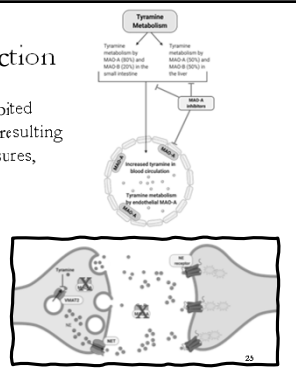 Tyramine
Metabolism
ction
Tyramine
metabolism by
MAO-A (80%) and
MAO-B (20%) in the
small intestine
Tyramine
metabolism by
MAO-A (50%) and
MAO-B (50%) in
the liver
bited
resulting
sures,
MAO-A
inhibitors
MAO-A
MAO-A
Increased tyramine in
blood circulation
Tyramine metabolism
by endothelial MAO-A
MAO-A
NE
receptor
Tyramine
VMAT2
NET
25